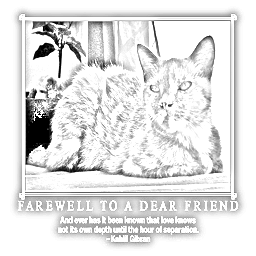 FAREWELL TO A DEAR FRIEND
And ever has it been known that love knows
not its own depth until the hour of separation.
~Kahlil Gibran